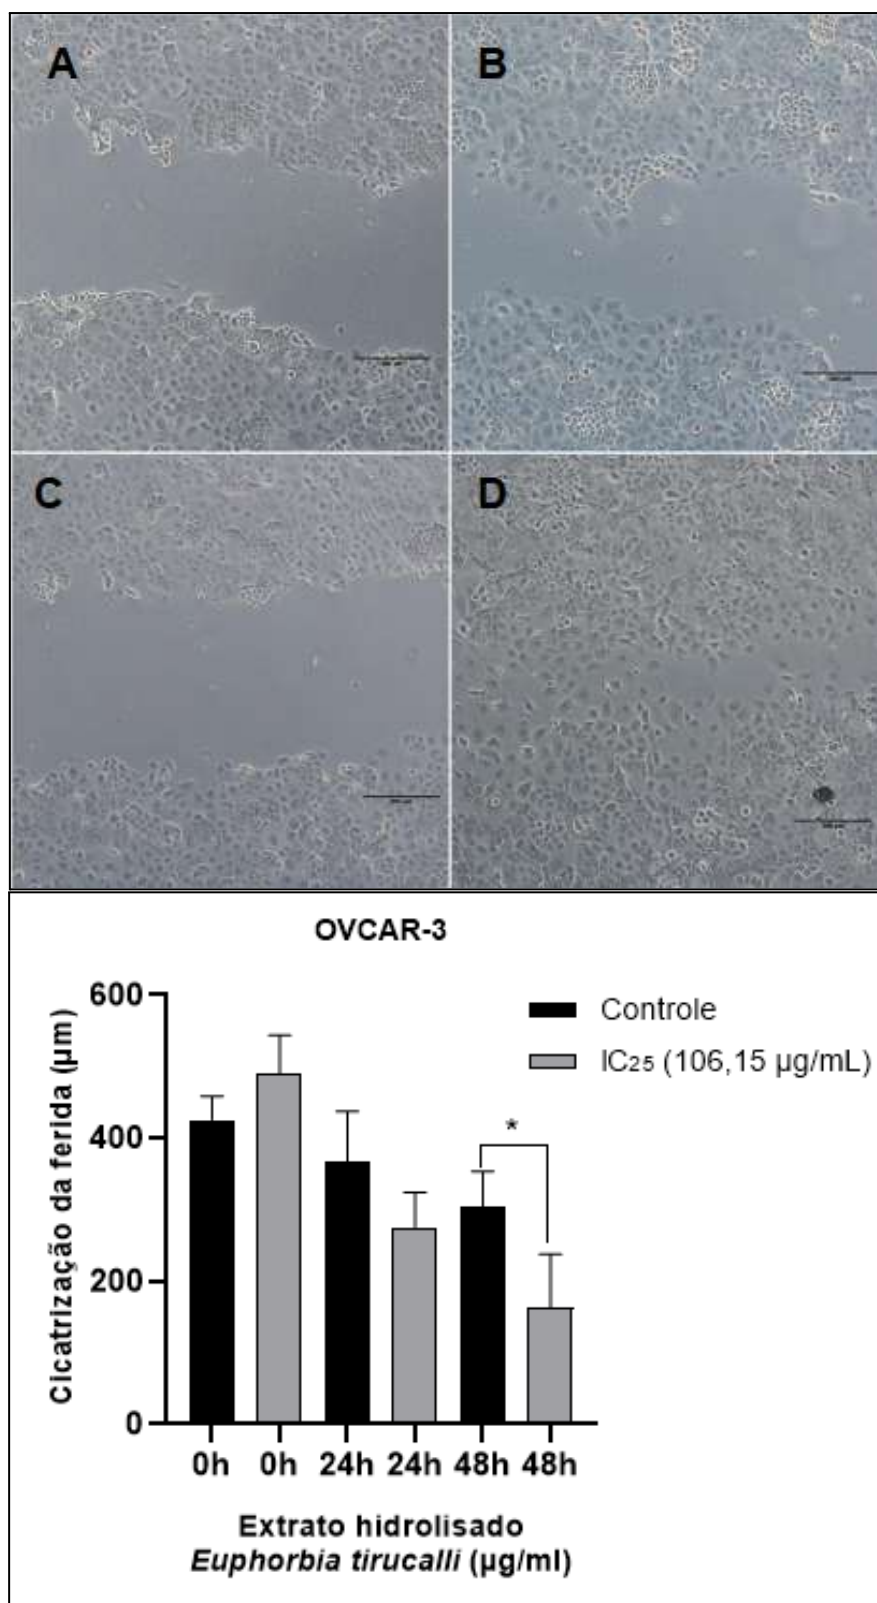 A
B
C
D
OVCAR-3
Cicatrização da ferida (µm)
600
400
200
0
Controle
IC25 (106,15 µg/mL)
*
0h 0h 24h 24h 48h 48h
Extrato hidrolisado
Euphorbia tirucalli (µg/ml)